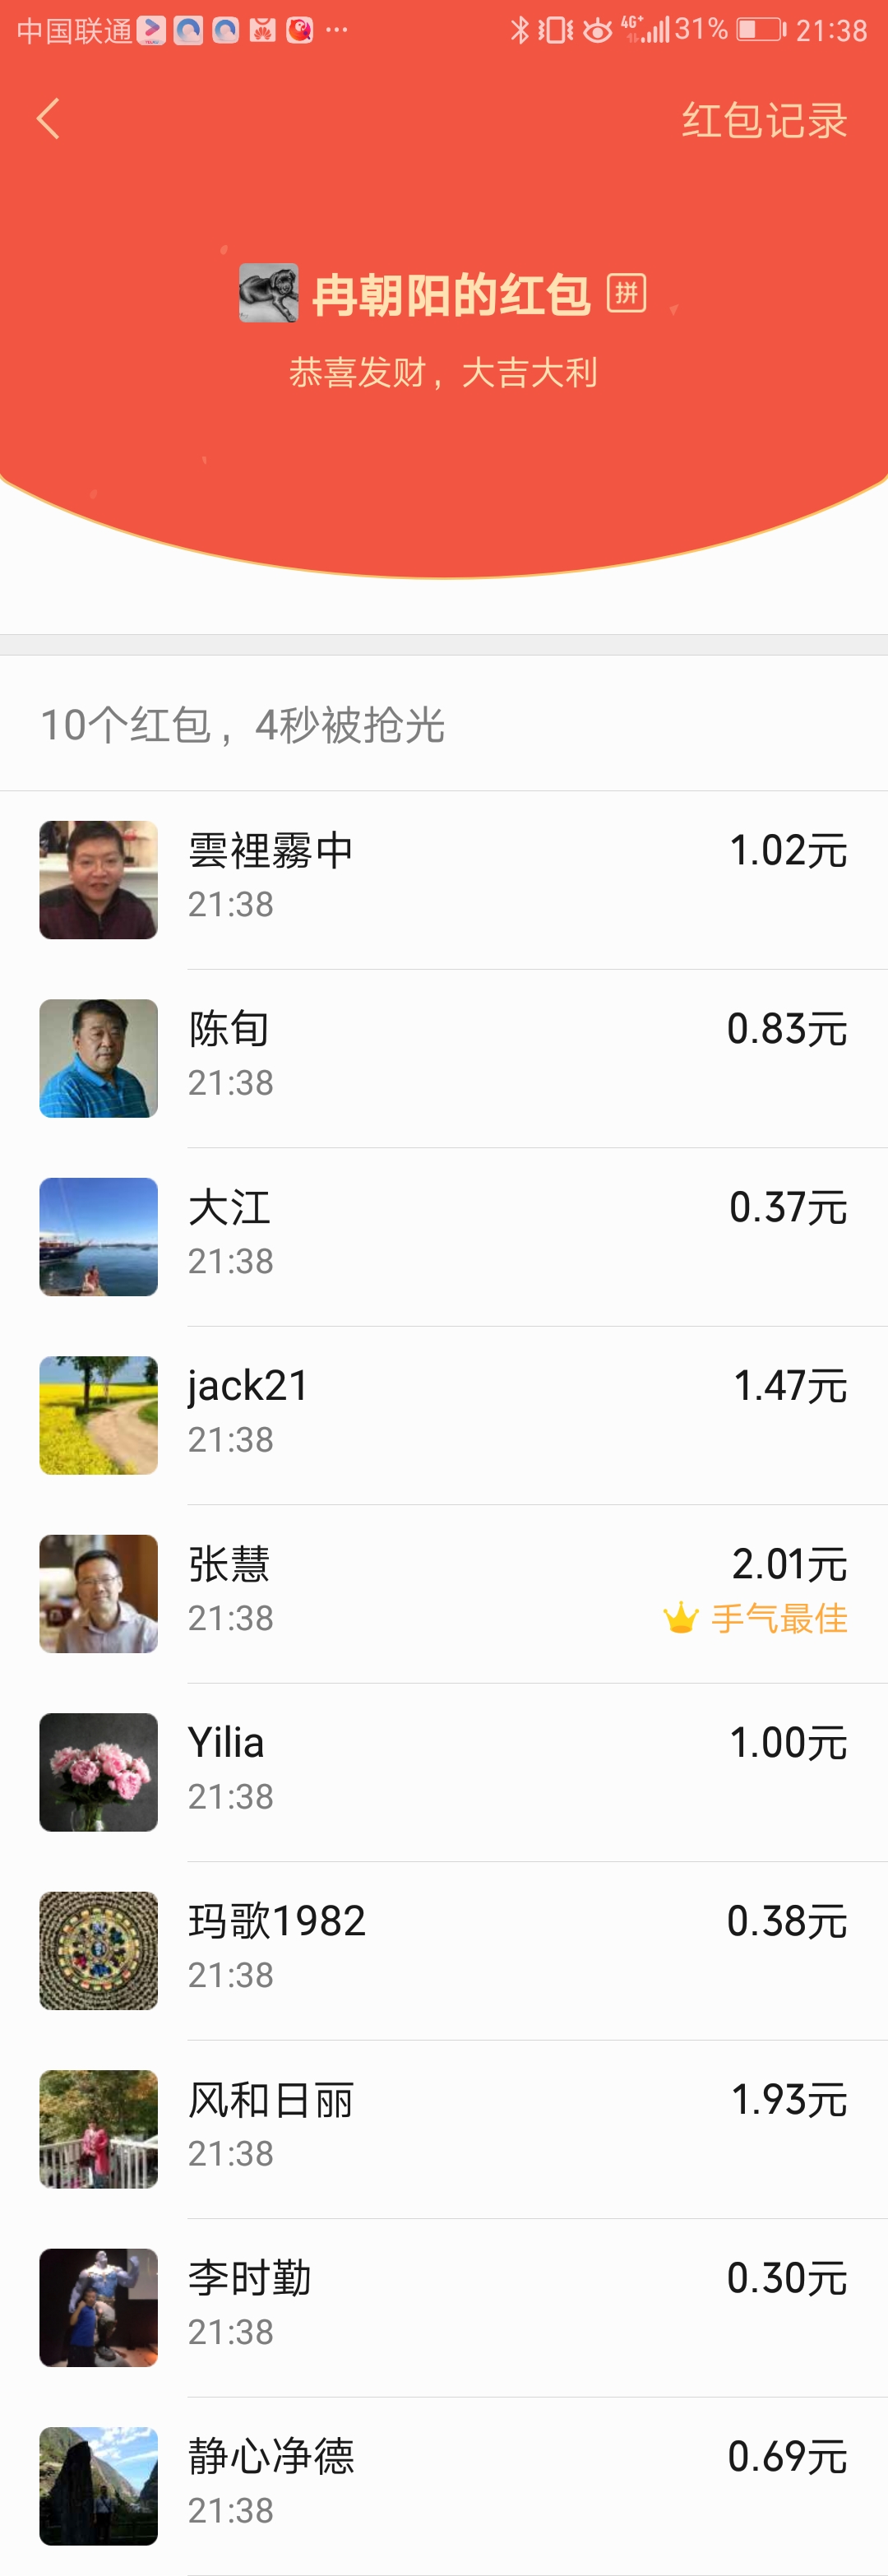 中国联通 ··· 4G+ 31% 21:38
红包记录
冉朝阳的红包 拼
恭喜发财，大吉大利
10个红包，4秒被抢光
雲裡霧中 1.02元
21:38
陈旬 0.83元
21:38
大江 0.37元
21:38
jack21 1.47元
21:38
张慧 2.01元
21:38 手气最佳
Yilia 1.00元
21:38
玛歌1982 0.38元
21:38
风和日丽 1.93元
21:38
李时勤 0.30元
21:38
静心净德 0.69元
21:38